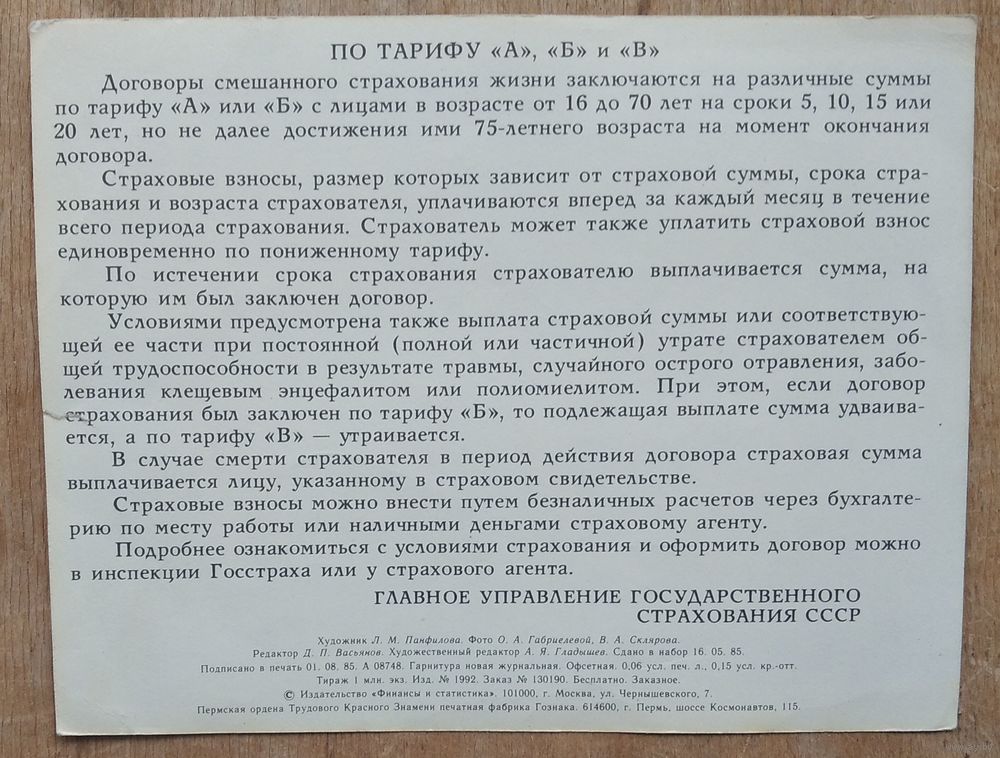 ПО ТАРИФУ «А», «Б» и «В»
Договоры смешанного страхования жизни заключаются на различные суммы
по тарифу «А» или «Б» с лицами в возрасте от 16 до 70 лет на сроки 5, 10, 15 или
20 лет, но не далее достижения ими 75-летнего возраста на момент окончания
договора.
Страховые взносы, размер которых зависит от страховой суммы, срока стра-
хования и возраста страхователя, уплачиваются вперед за каждый месяц в течение
всего периода страхования. Страхователь может также уплатить страховой взнос
единовременно по пониженному тарифу.
По истечении срока страхования страхователю выплачивается сумма, на
которую им был заключен договор.
Условиями предусмотрена также выплата страховой суммы или соответствую-
щей ее части при постоянной (полной или частичной) утрате страхователем об-
щей трудоспособности в результате травмы, случайного острого отравления, забо-
левания клещевым энцефалитом или полиомиелитом. При этом, если договор
страхования был заключен по тарифу «Б», то подлежащая выплате сумма удваива-
ется, а по тарифу «В» — утраивается.
В случае смерти страхователя в период действия договора страховая сумма
выплачивается лицу, указанному в страховом свидетельстве.
Страховые взносы можно внести путем безналичных расчетов через бухгалте-
рию по месту работы или наличными деньгами страховому агенту.
Подробнее ознакомиться с условиями страхования и оформить договор можно
в инспекции Госстраха или у страхового агента.
ГЛАВНОЕ УПРАВЛЕНИЕ ГОСУДАРСТВЕННОГО
СТРАХОВАНИЯ СССР
Художник Л. М. Панфилова. Фото О. А. Габриелевой, В. А. Склярова.
Редактор Д. П. Васьянов. Художественный редактор А. Я. Гладышев. Сдано в набор 16. 05. 85.
Подписано в печать 01. 08. 85. А 08748. Гарнитура новая журнальная. Офсетная. 0,06 усл. печ. л., 0,15 усл. кр.-отт.
Тираж 1 млн. экз. Изд. № 1992. Заказ № 130190. Бесплатно. Заказное.
© Издательство «Финансы и статистика». 101000, г. Москва, ул. Чернышевского, 7.
Пермская ордена Трудового Красного Знамени печатная фабрика Гознака. 614600, г. Пермь, шоссе Космонавтов, 115.